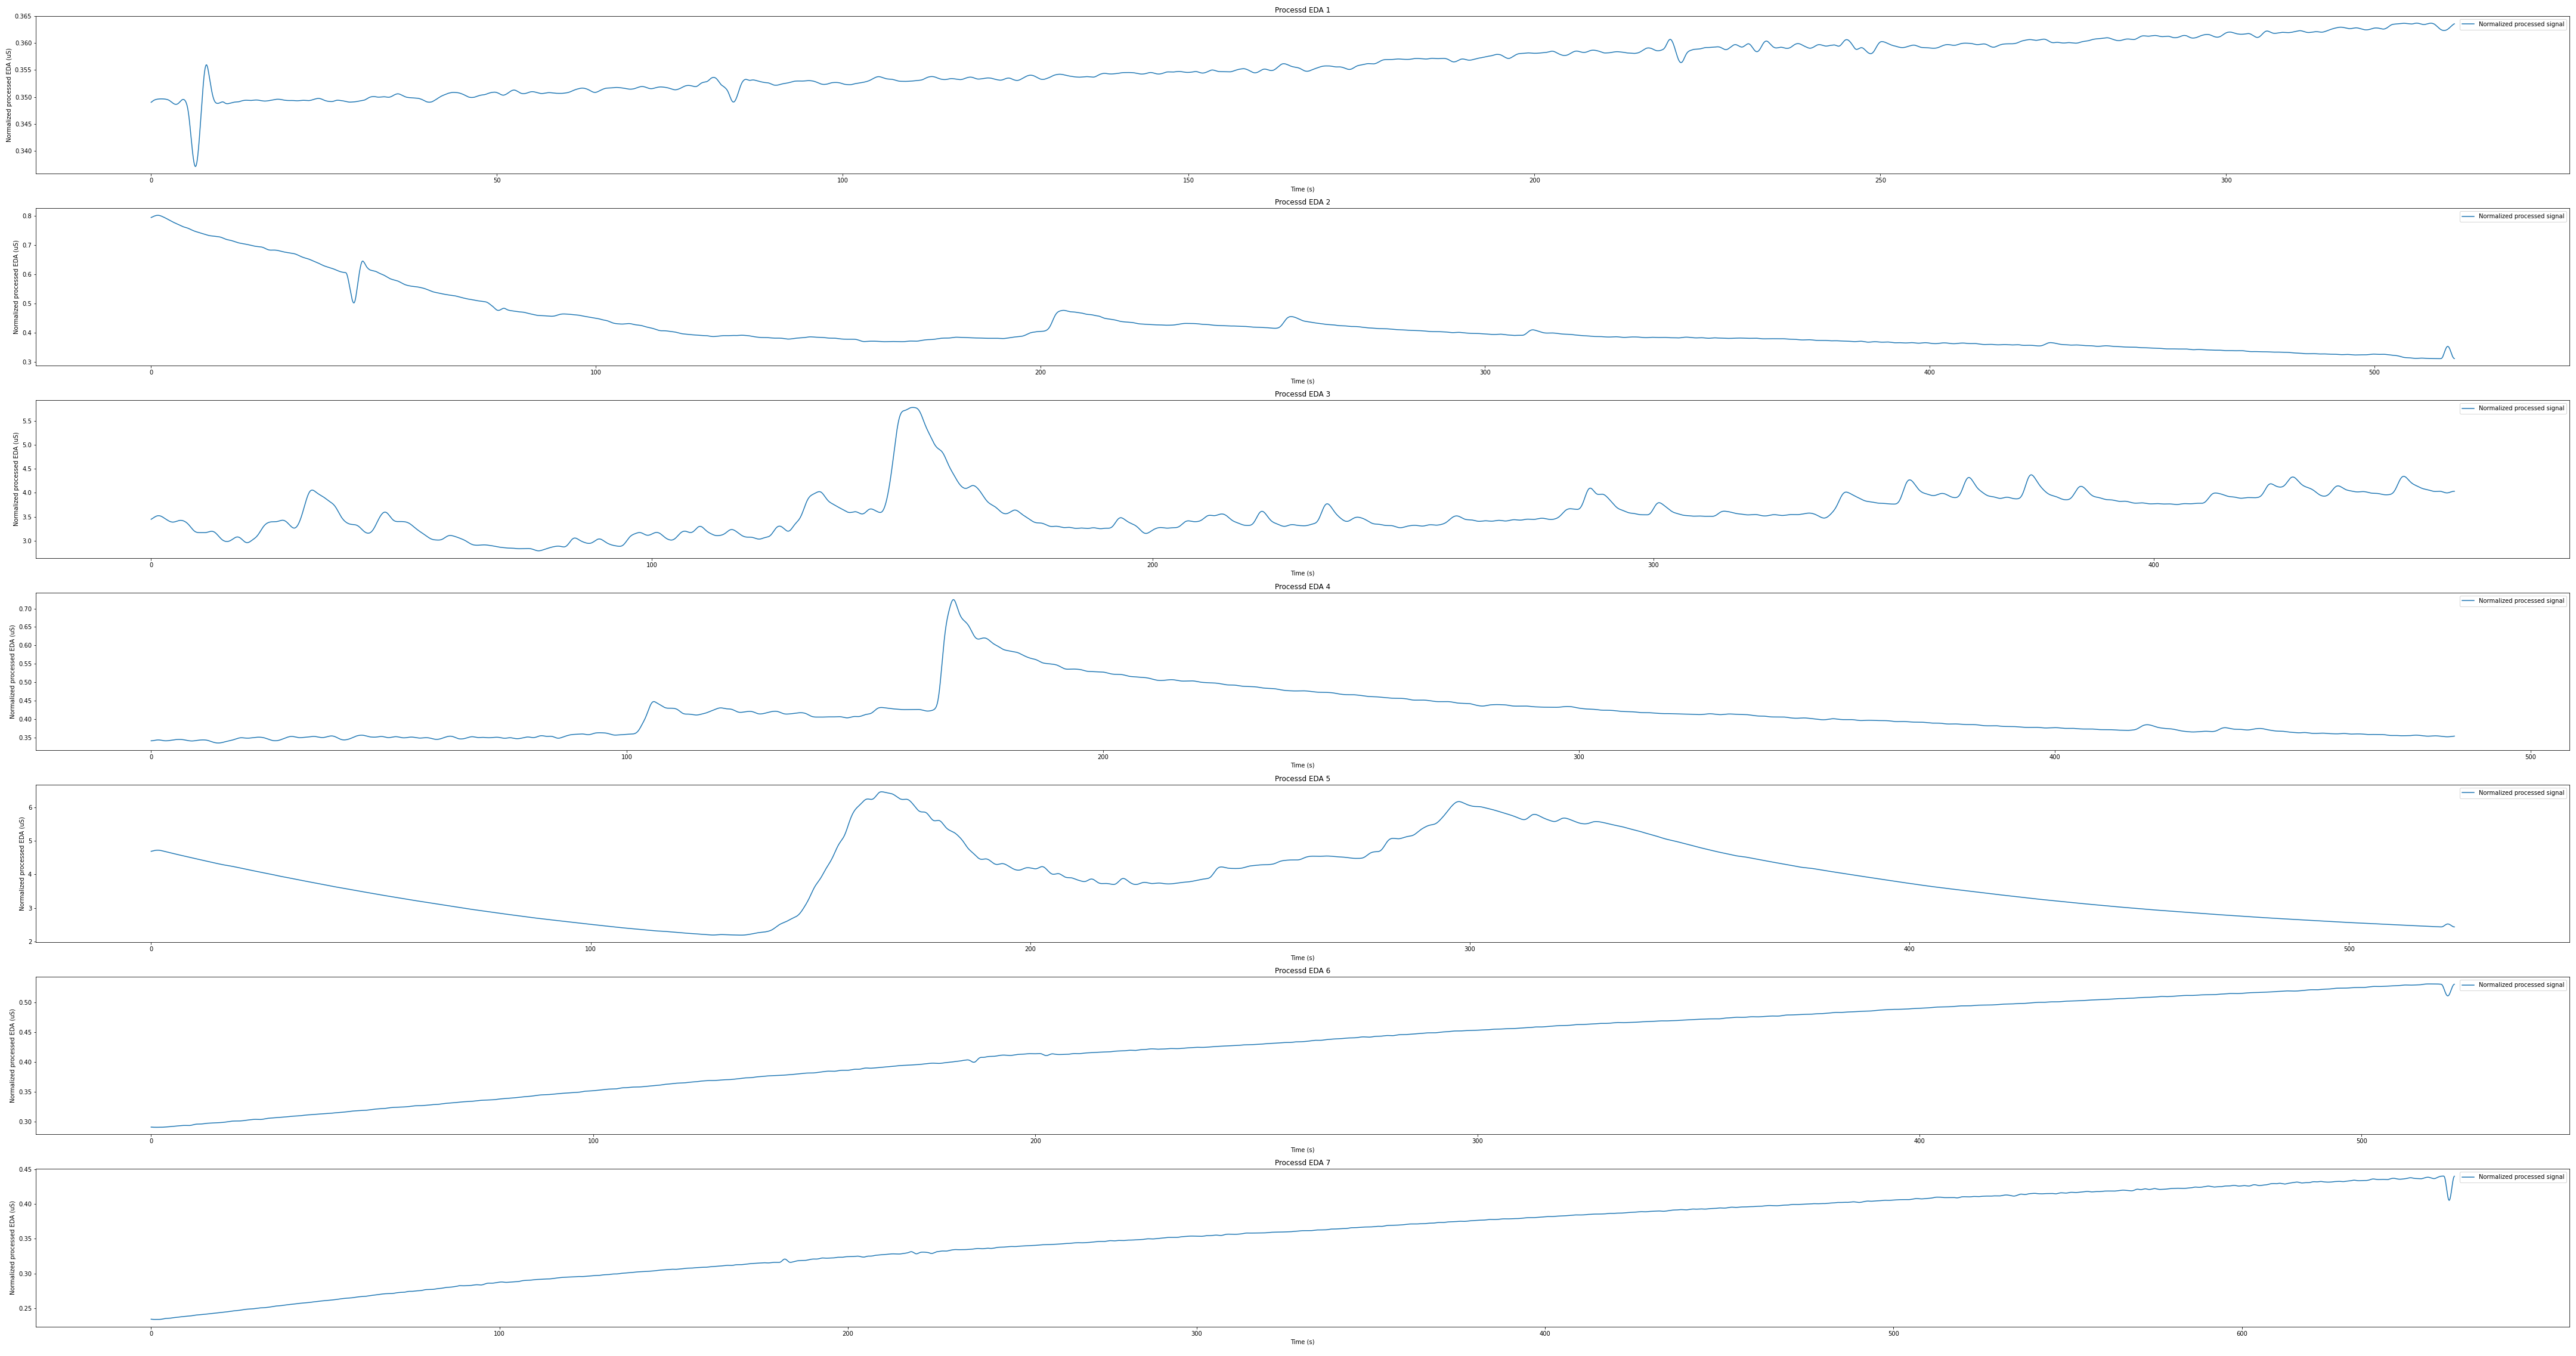 Processd EDA 1
Normalized processed EDA (uS)
0.365
0.360
0.355
0.350
0.345
0.340
Normalized processed signal
0 50 100 150 200 250 300
Time (s)
Processd EDA 2
Normalized processed EDA (uS)
0.8
0.7
0.6
0.5
0.4
0.3
Normalized processed signal
0 100 200 300 400 500
Time (s)
Processd EDA 3
Normalized processed EDA (uS)
5.5
5.0
4.5
4.0
3.5
3.0
Normalized processed signal
0 100 200 300 400
Time (s)
Processd EDA 4
Normalized processed EDA (uS)
0.70
0.65
0.60
0.55
0.50
0.45
0.40
0.35
Normalized processed signal
0 100 200 300 400 500
Time (s)
Processd EDA 5
Normalized processed EDA (uS)
6
5
4
3
2
Normalized processed signal
0 100 200 300 400 500
Time (s)
Processd EDA 6
Normalized processed EDA (uS)
0.50
0.45
0.40
0.35
0.30
Normalized processed signal
0 100 200 300 400 500
Time (s)
Processd EDA 7
Normalized processed EDA (uS)
0.45
0.40
0.35
0.30
0.25
Normalized processed signal
0 100 200 300 400 500 600
Time (s)